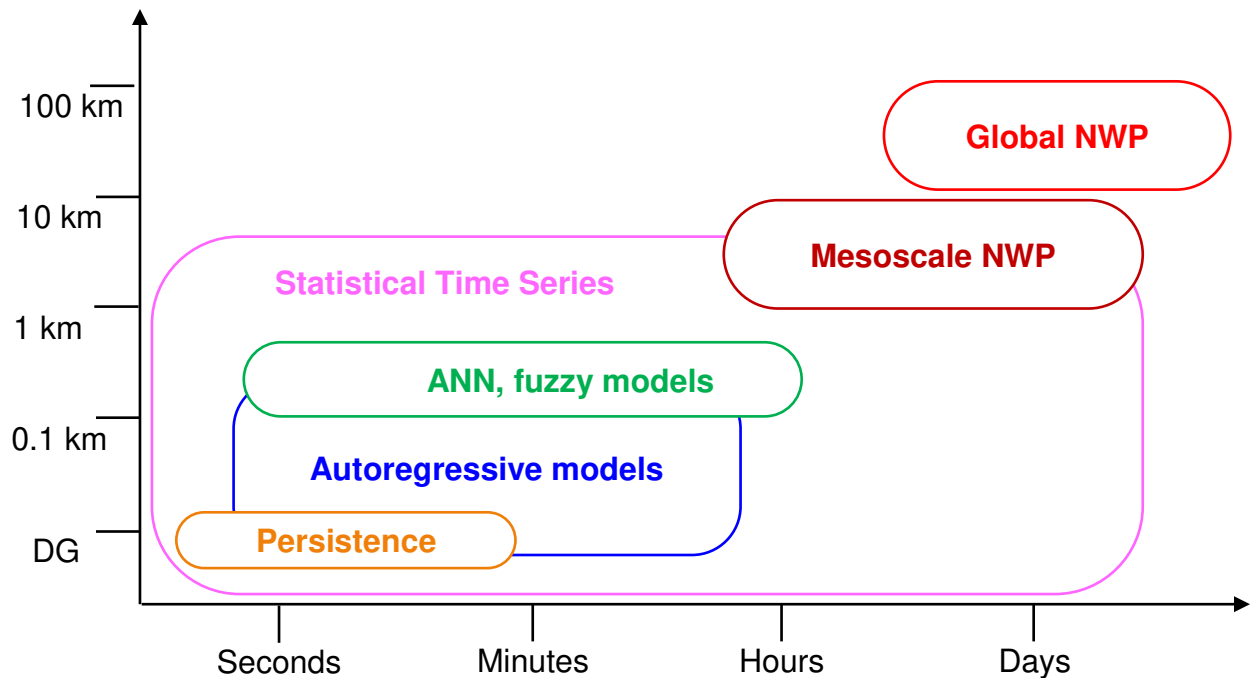 100 km
Global NWP
10 km
Mesoscale NWP
Statistical Time Series
1 km
ANN, fuzzy models
0.1 km
Autoregressive models
Persistence
DG
Seconds
Minutes
Hours
Days